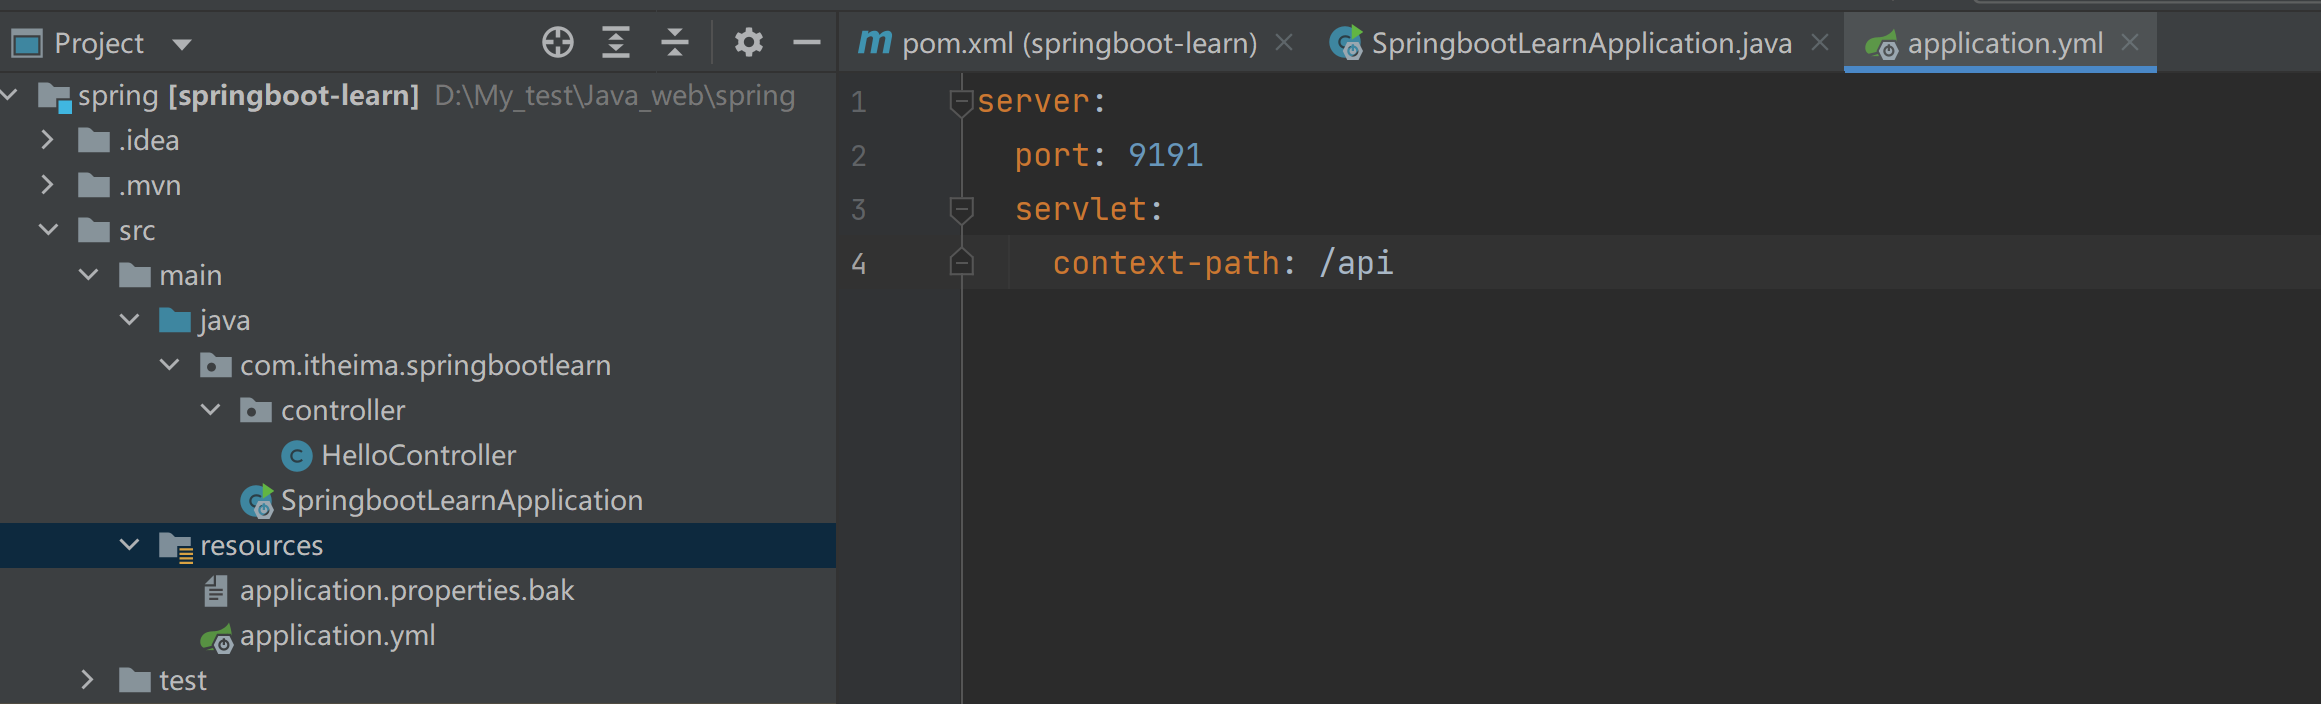 Project
spring [springboot-learn] D:\My_test\Java_web\spring
.idea
.mvn
src
main
java
com.itheima.springbootlearn
controller
C HelloController
SpringbootLearnApplication
resources
application.properties.bak
application.yml
test
m pom.xml (springboot-learn) SpringbootLearnApplication.java application.yml
1 server:
2 port: 9191
3 servlet:
4 context-path: /api